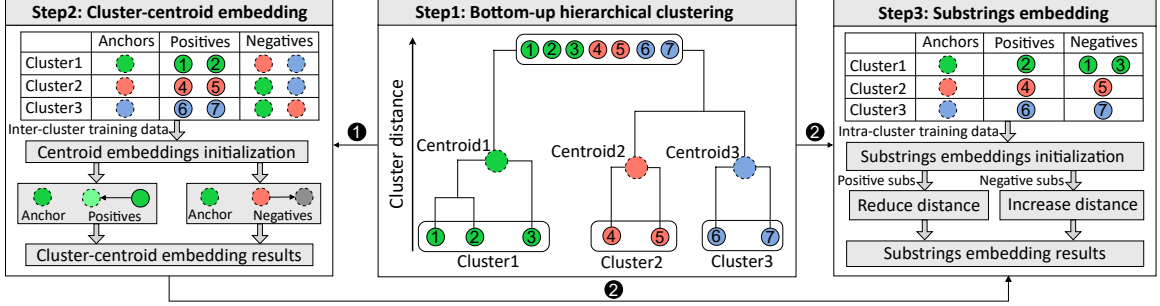 Step2: Cluster-centroid embedding
Anchors Positives Negatives
Cluster1 1 2
Cluster2 4 5
Cluster3 6 7
Inter-cluster training data
Centroid embeddings initialization
Anchor Positives Anchor Negatives
Cluster-centroid embedding results
1
Step1: Bottom-up hierarchical clustering
Cluster distance
1 2 3 4 5 6 7
Centroid1 Centroid2 Centroid3
1 2 3 4 5 6 7
Cluster1 Cluster2 Cluster3
2
Step3: Substrings embedding
Anchors Positives Negatives
Cluster1 2 1 3
Cluster2 4 5
Cluster3 6 7
Intra-cluster training data
Substrings embeddings initialization
Positive subs Negative subs
Reduce distance Increase distance
Substrings embedding results
2